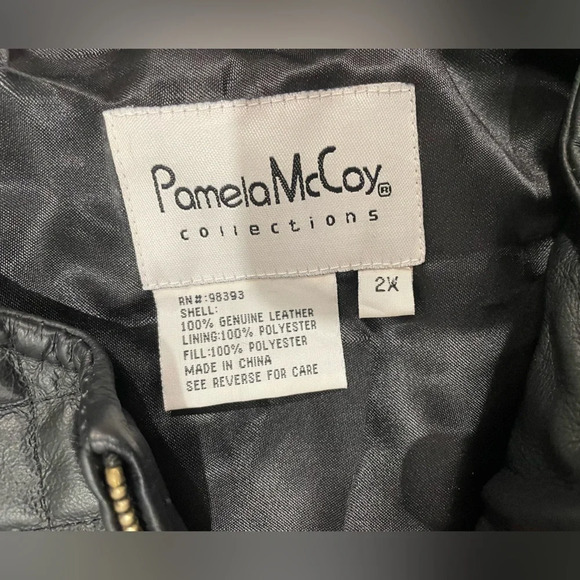 PamelaMcCoy®
collections
2X
RN#:98393
SHELL:
100% GENUINE LEATHER
LINING:100% POLYESTER
FILL:100% POLYESTER
MADE IN CHINA
SEE REVERSE FOR CARE